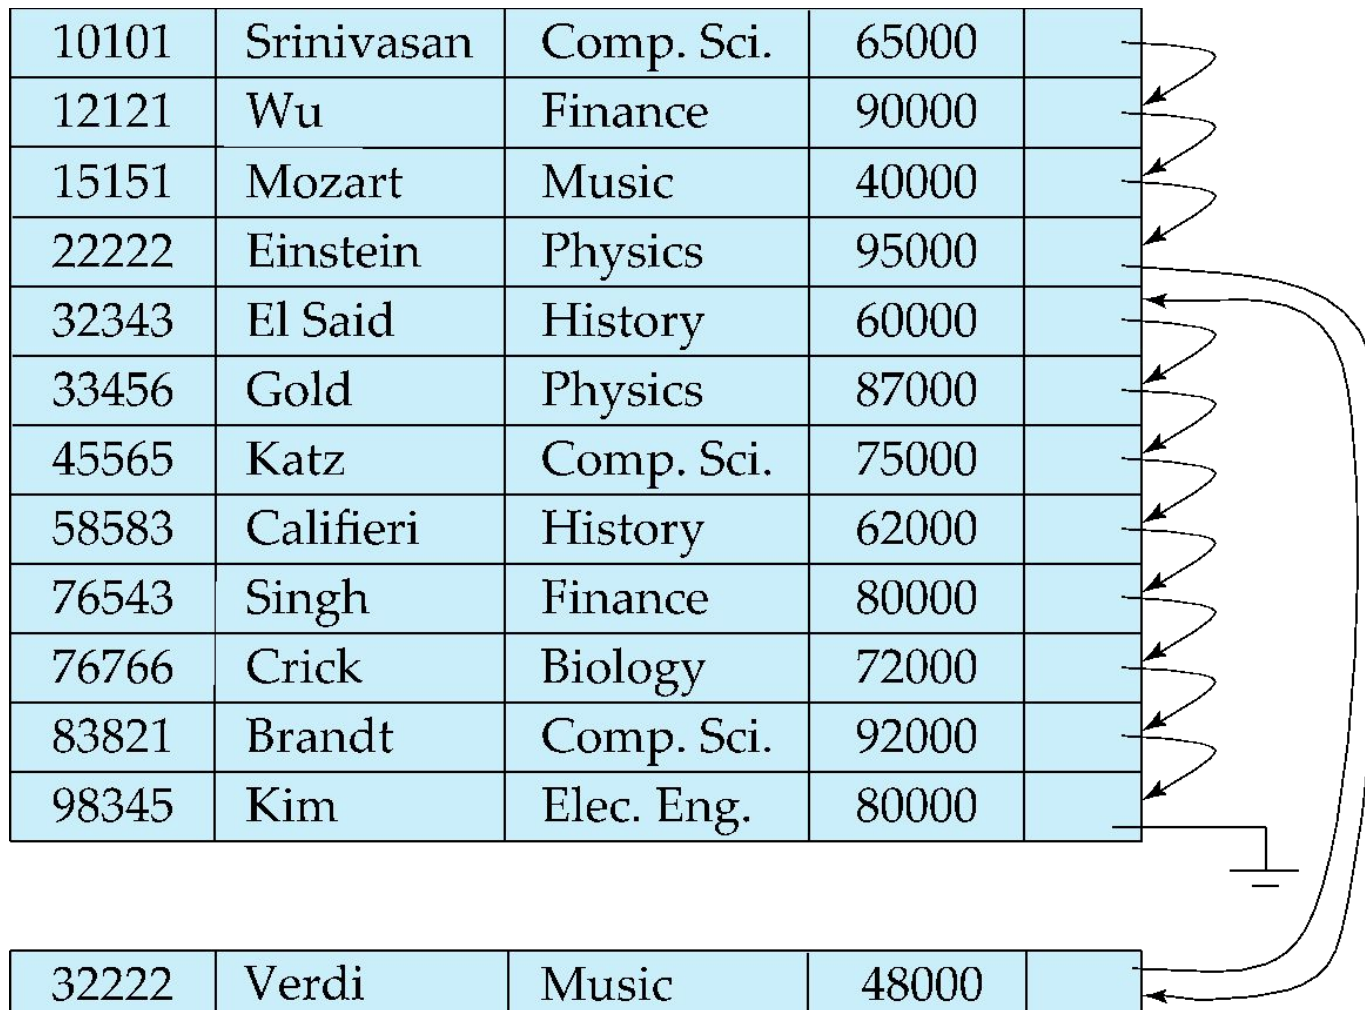 10101 Srinivasan Comp. Sci. 65000
12121 Wu Finance 90000
15151 Mozart Music 40000
22222 Einstein Physics 95000
32343 El Said History 60000
33456 Gold Physics 87000
45565 Katz Comp. Sci. 75000
58583 Califieri History 62000
76543 Singh Finance 80000
76766 Crick Biology 72000
83821 Brandt Comp. Sci. 92000
98345 Kim Elec. Eng. 80000
32222 Verdi Music 48000